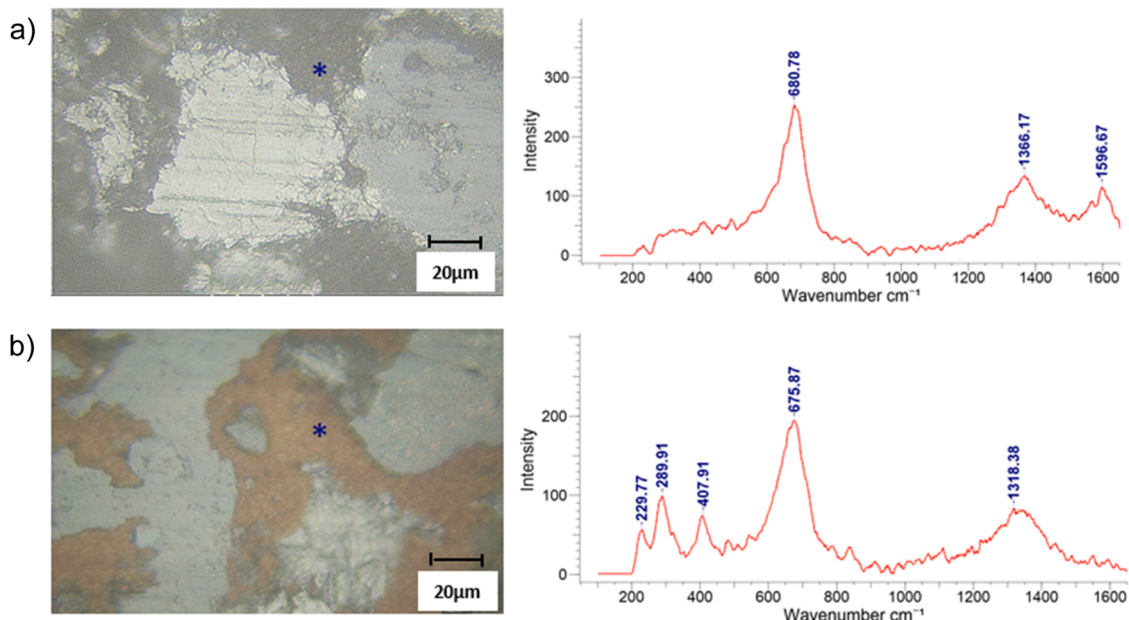 a)
*
20μm
Intensity
300
200
100
0
680.78
1366.17
1596.67
200 400 600 800 1000 1200 1400 1600
Wavenumber cm⁻¹
b)
*
20μm
Intensity
200
100
0
229.77
289.91
407.91
675.87
1318.38
200 400 600 800 1000 1200 1400 1600
Wavenumber cm⁻¹